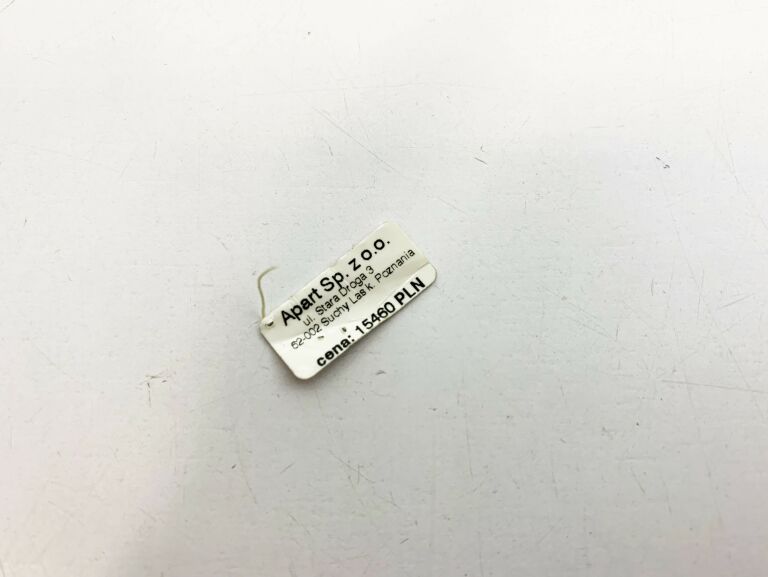 Apart Sp. z o.o.
ul. Stara Droga 3
62-002 Suchy Las k. Poznania
cena: 15460 PLN